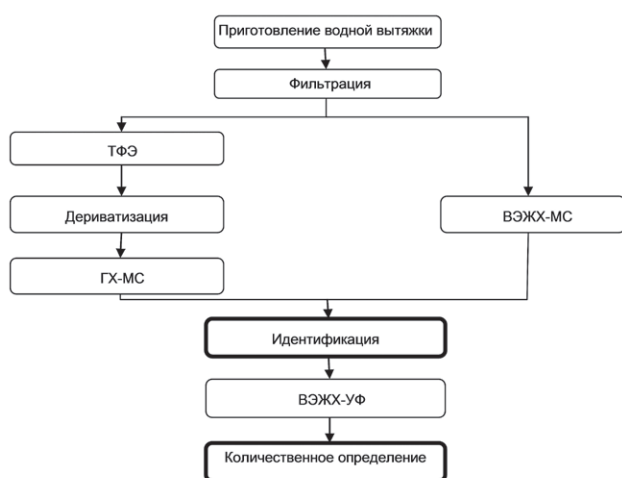 Приготовление водной вытяжки
Фильтрация
ТФЭ
Дериватизация
ВЭЖХ-МС
ГХ-МС
Идентификация
ВЭЖХ-УФ
Количественное определение